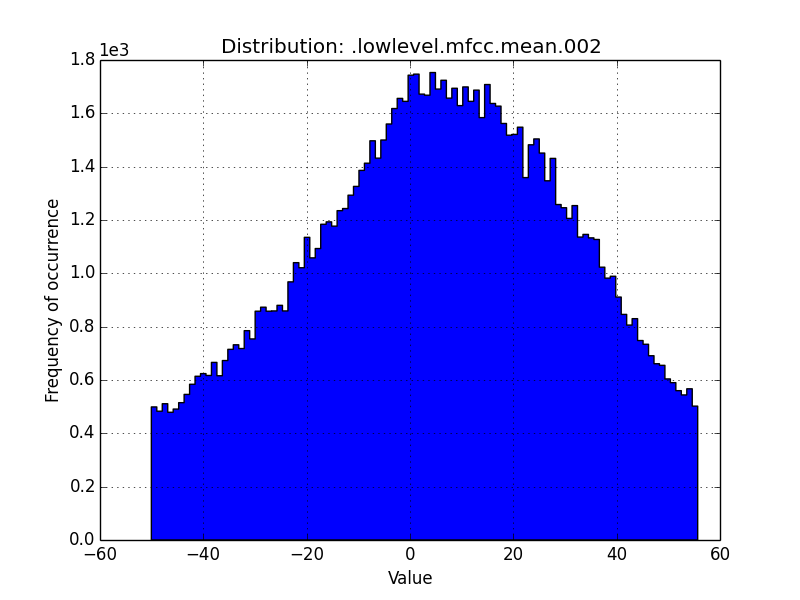 Distribution: .lowlevel.mfcc.mean.002
1e3
1.8
1.6
1.4
1.2
1.0
0.8
0.6
0.4
0.2
0.0
Frequency of occurrence
−60 −40 −20 0 20 40 60
Value